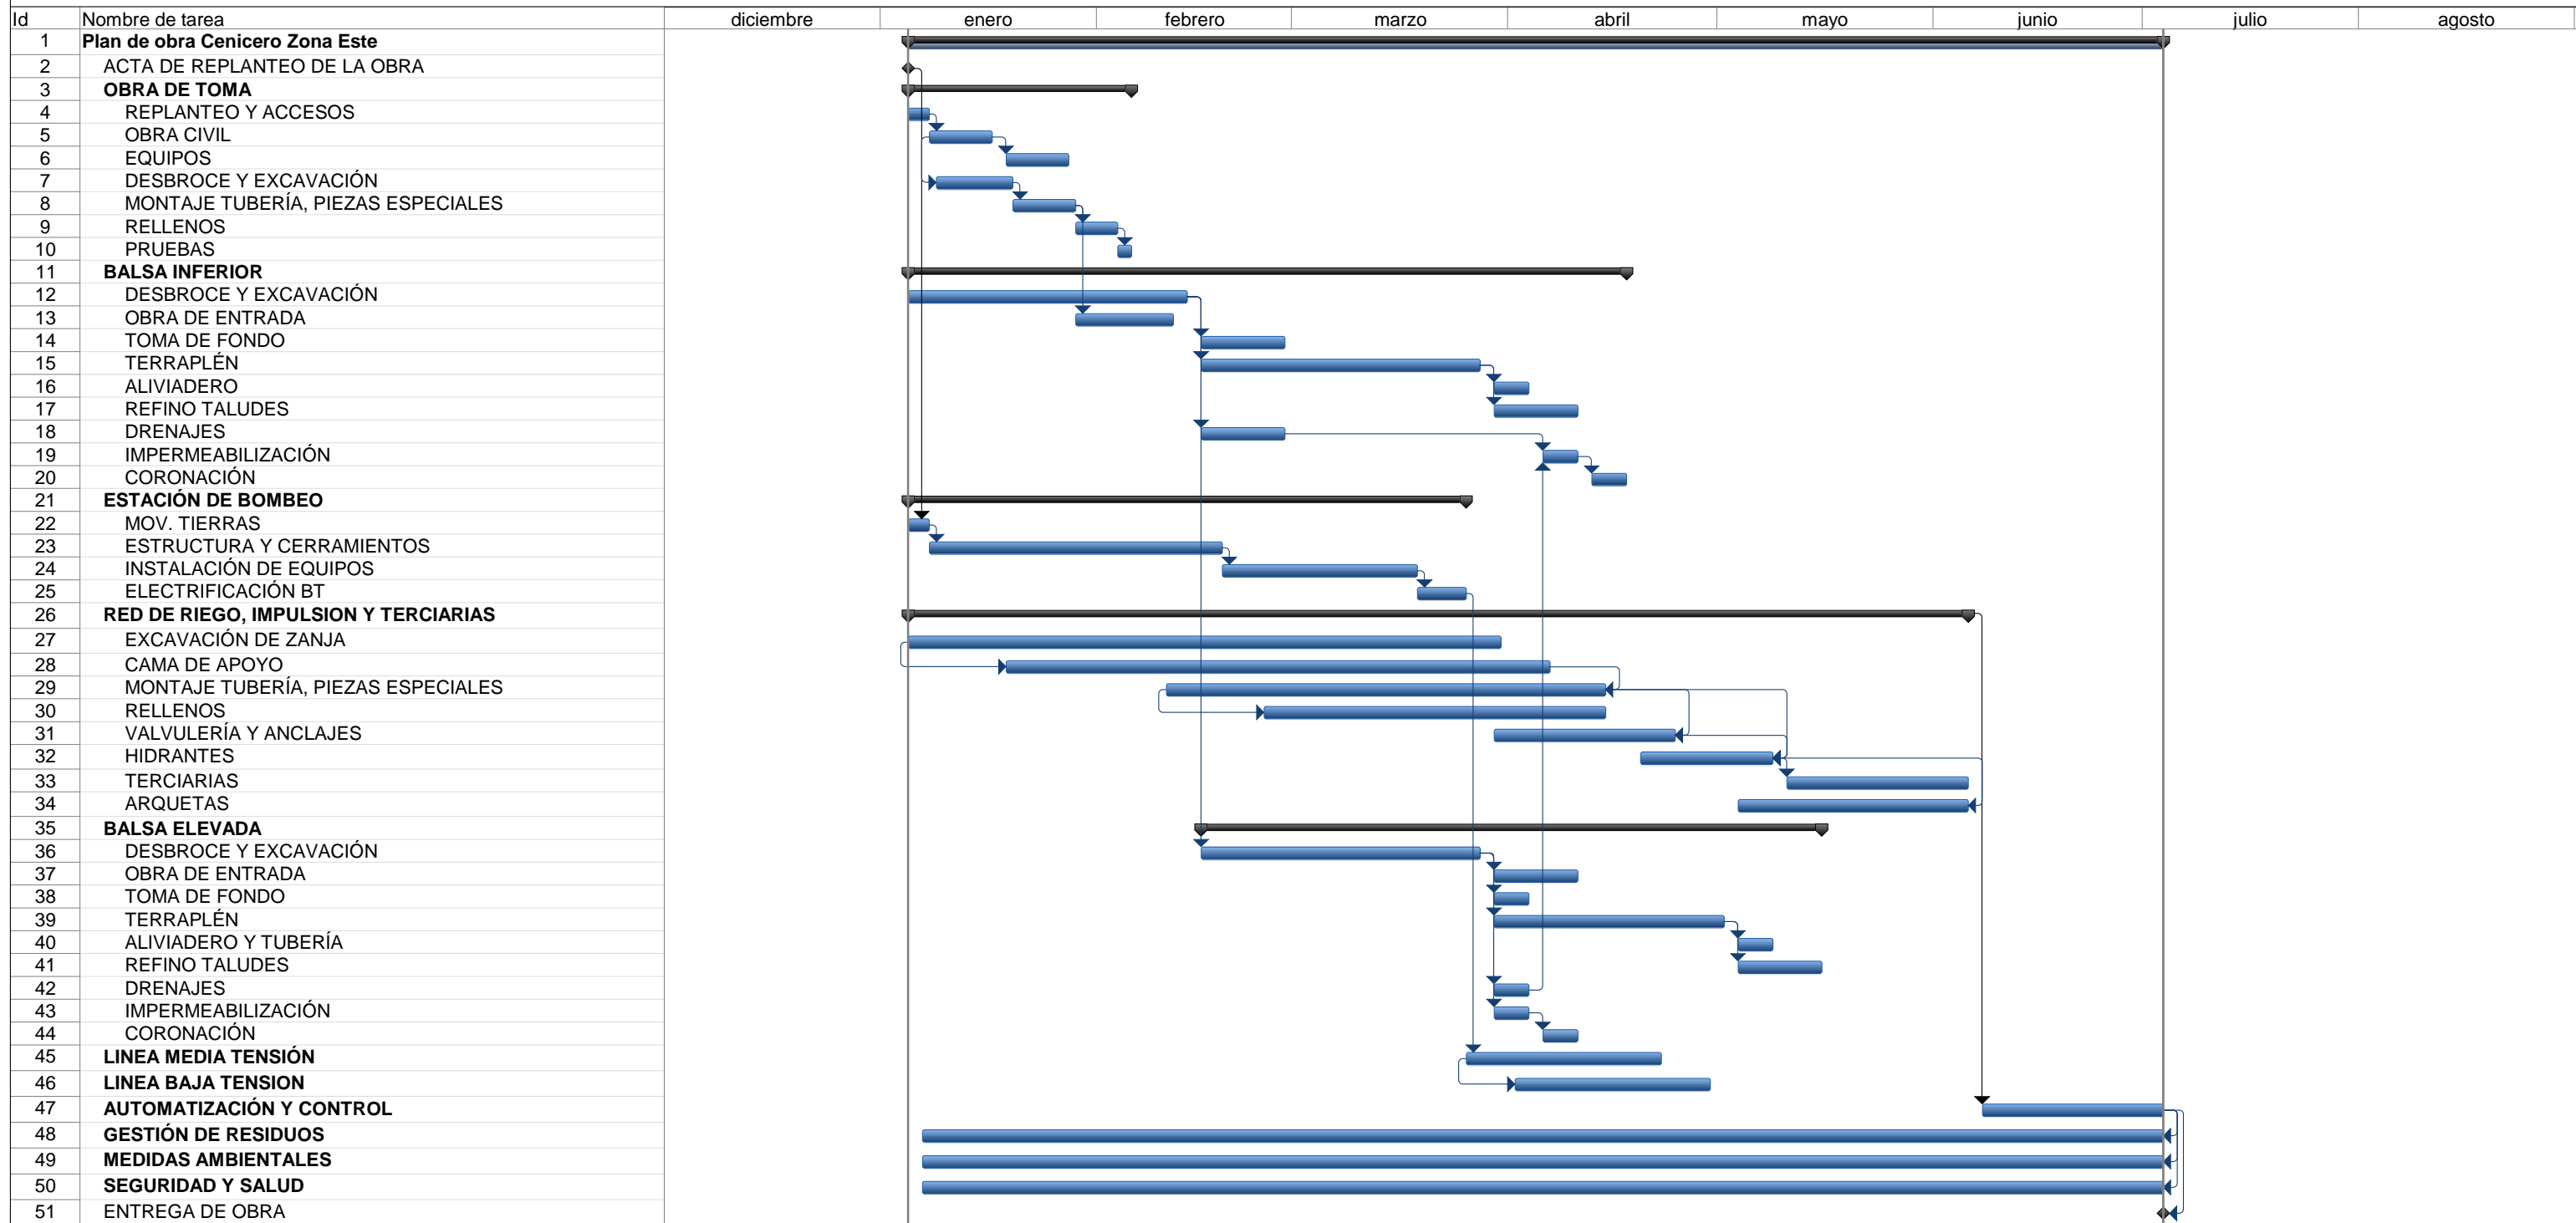 Id Nombre de tarea diciembre enero febrero marzo abril mayo junio julio agosto
1 Plan de obra Cenicero Zona Este
2 ACTA DE REPLANTEO DE LA OBRA
3 OBRA DE TOMA
4 REPLANTEO Y ACCESOS
5 OBRA CIVIL
6 EQUIPOS
7 DESBROCE Y EXCAVACIÓN
8 MONTAJE TUBERÍA, PIEZAS ESPECIALES
9 RELLENOS
10 PRUEBAS
11 BALSA INFERIOR
12 DESBROCE Y EXCAVACIÓN
13 OBRA DE ENTRADA
14 TOMA DE FONDO
15 TERRAPLÉN
16 ALIVIADERO
17 REFINO TALUDES
18 DRENAJES
19 IMPERMEABILIZACIÓN
20 CORONACIÓN
21 ESTACIÓN DE BOMBEO
22 MOV. TIERRAS
23 ESTRUCTURA Y CERRAMIENTOS
24 INSTALACIÓN DE EQUIPOS
25 ELECTRIFICACIÓN BT
26 RED DE RIEGO, IMPULSION Y TERCIARIAS
27 EXCAVACIÓN DE ZANJA
28 CAMA DE APOYO
29 MONTAJE TUBERÍA, PIEZAS ESPECIALES
30 RELLENOS
31 VALVULERÍA Y ANCLAJES
32 HIDRANTES
33 TERCIARIAS
34 ARQUETAS
35 BALSA ELEVADA
36 DESBROCE Y EXCAVACIÓN
37 OBRA DE ENTRADA
38 TOMA DE FONDO
39 TERRAPLÉN
40 ALIVIADERO Y TUBERÍA
41 REFINO TALUDES
42 DRENAJES
43 IMPERMEABILIZACIÓN
44 CORONACIÓN
45 LINEA MEDIA TENSIÓN
46 LINEA BAJA TENSION
47 AUTOMATIZACIÓN Y CONTROL
48 GESTIÓN DE RESIDUOS
49 MEDIDAS AMBIENTALES
50 SEGURIDAD Y SALUD
51 ENTREGA DE OBRA